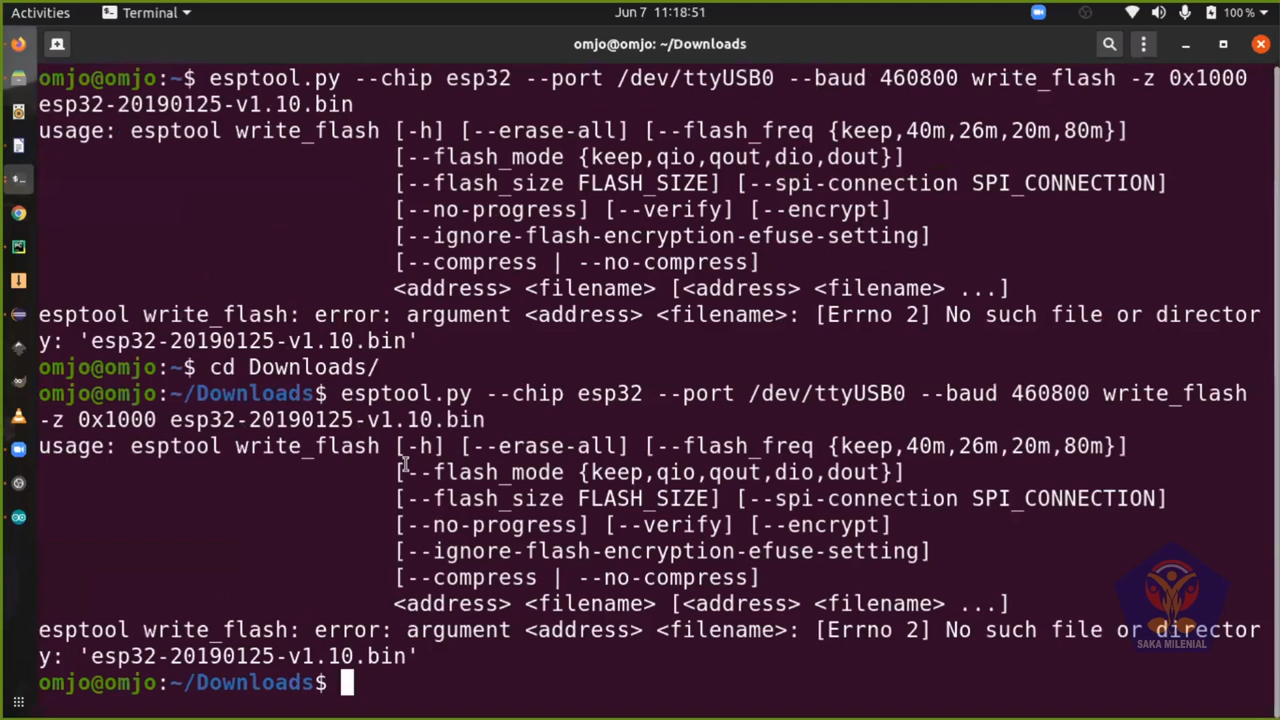 Activities Terminal Jun 7 11:18:51 100 %
omjo@omjo: ~/Downloads
omjo@omjo:~$ esptool.py --chip esp32 --port /dev/ttyUSB0 --baud 460800 write_flash -z 0x1000
esp32-20190125-v1.10.bin
usage: esptool write_flash [-h] [--erase-all] [--flash_freq {keep,40m,26m,20m,80m}]
[--flash_mode {keep,qio,qout,dio,dout}]
[--flash_size FLASH_SIZE] [--spi-connection SPI_CONNECTION]
[--no-progress] [--verify] [--encrypt]
[--ignore-flash-encryption-efuse-setting]
[--compress | --no-compress]
<address> <filename> [<address> <filename> ...]
esptool write_flash: error: argument <address> <filename>: [Errno 2] No such file or director
y: 'esp32-20190125-v1.10.bin'
omjo@omjo:~$ cd Downloads/
omjo@omjo:~/Downloads$ esptool.py --chip esp32 --port /dev/ttyUSB0 --baud 460800 write_flash
-z 0x1000 esp32-20190125-v1.10.bin
usage: esptool write_flash [-h] [--erase-all] [--flash_freq {keep,40m,26m,20m,80m}]
[--flash_mode {keep,qio,qout,dio,dout}]
[--flash_size FLASH_SIZE] [--spi-connection SPI_CONNECTION]
[--no-progress] [--verify] [--encrypt]
[--ignore-flash-encryption-efuse-setting]
[--compress | --no-compress]
<address> <filename> [<address> <filename> ...]
esptool write_flash: error: argument <address> <filename>: [Errno 2] No such file or director
y: 'esp32-20190125-v1.10.bin'
SAKA MILENIAL
omjo@omjo:~/Downloads$